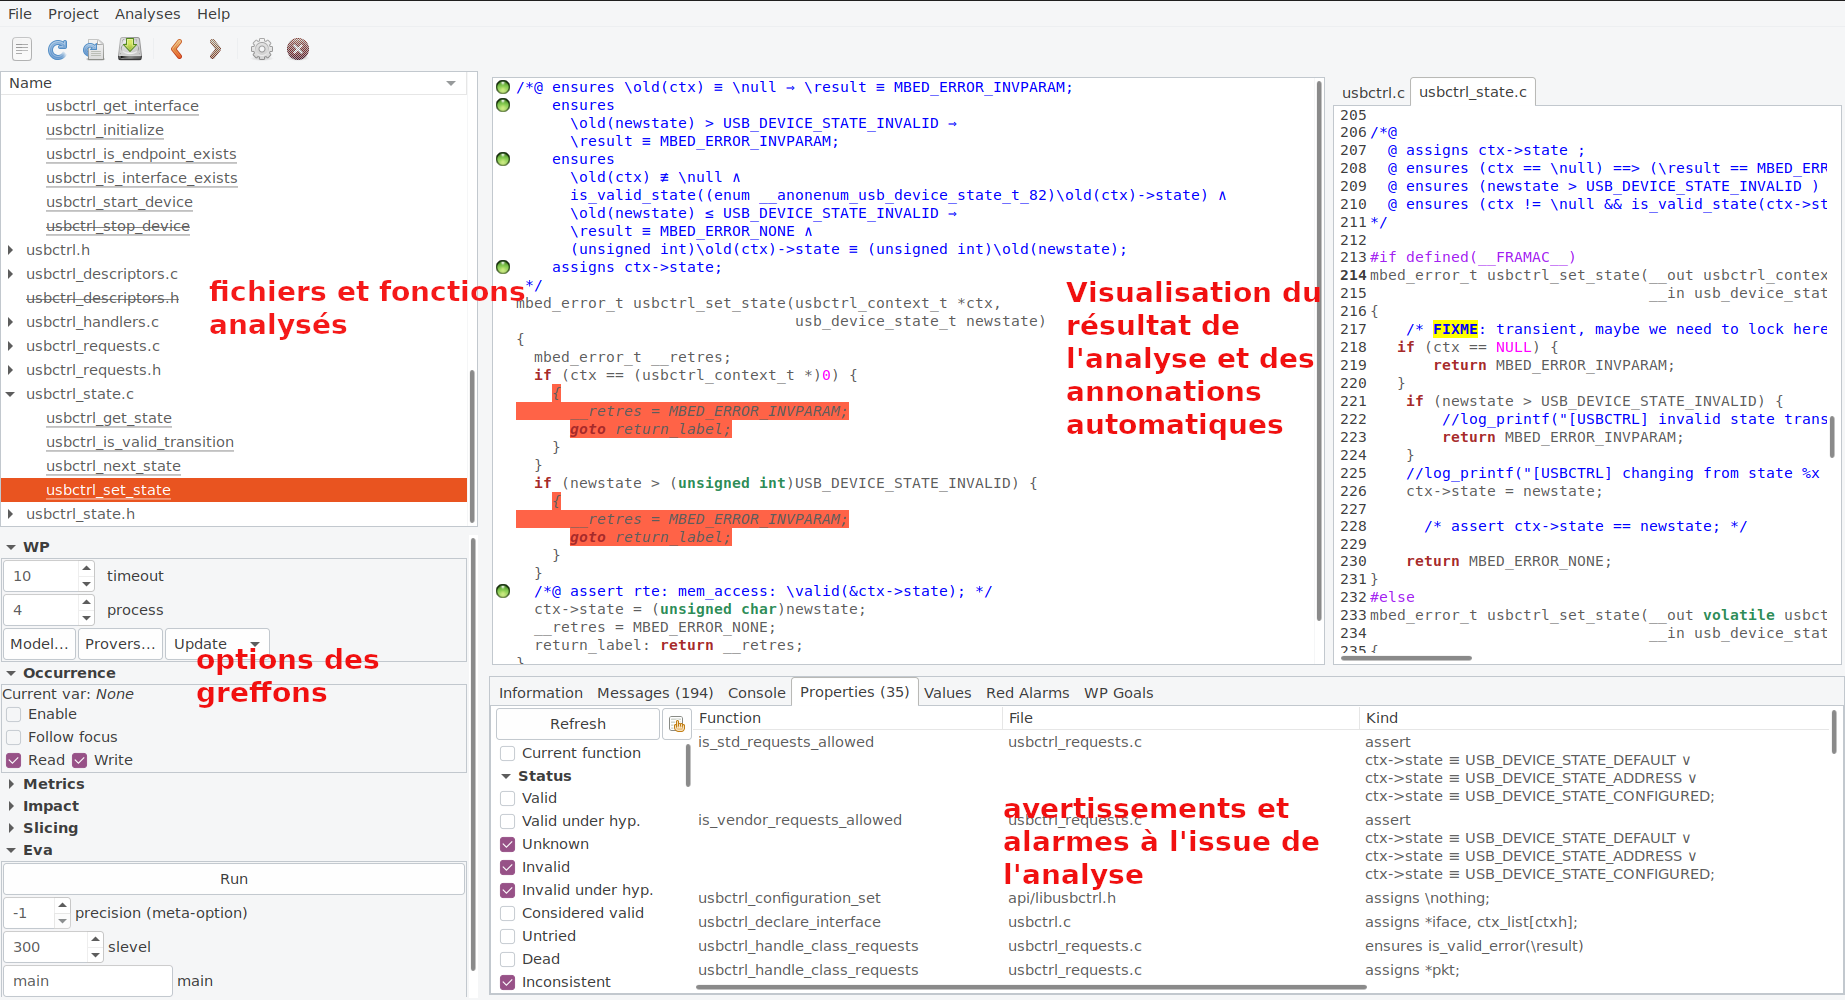 File Project Analyses Help
Name
usbctrl_get_interface
usbctrl_initialize
usbctrl_is_endpoint_exists
usbctrl_is_interface_exists
usbctrl_start_device
usbctrl_stop_device
usbctrl.h
usbctrl_descriptors.c
usbctrl_descriptors.h
usbctrl_handlers.c
usbctrl_requests.c
usbctrl_requests.h
usbctrl_state.c
usbctrl_get_state
usbctrl_is_valid_transition
usbctrl_next_state
usbctrl_set_state
usbctrl_state.h
fichiers et fonctions
analysés
WP
10 timeout
4 process
Model... Provers... Update
options des
greffons
Occurrence
Current var: None
Enable
Follow focus
Read Write
Metrics
Impact
Slicing
Eva
Run
-1 precision (meta-option)
300 slevel
main main
/*@ ensures \old(ctx) ≡ \null → \result ≡ MBED_ERROR_INVPARAM;
ensures
\old(newstate) > USB_DEVICE_STATE_INVALID →
\result ≡ MBED_ERROR_INVPARAM;
ensures
\old(ctx) ≢ \null ∧
is_valid_state((enum __anonenum_usb_device_state_t_82)\old(ctx)->state) ∧
\old(newstate) ≤ USB_DEVICE_STATE_INVALID →
\result ≡ MBED_ERROR_NONE ∧
(unsigned int)\old(ctx)->state ≡ (unsigned int)\old(newstate);
assigns ctx->state;
*/
mbed_error_t usbctrl_set_state(usbctrl_context_t *ctx,
usb_device_state_t newstate)
{
mbed_error_t __retres;
if (ctx == (usbctrl_context_t *)0) {
{
__retres = MBED_ERROR_INVPARAM;
goto return_label;
}
}
if (newstate > (unsigned int)USB_DEVICE_STATE_INVALID) {
{
__retres = MBED_ERROR_INVPARAM;
goto return_label;
}
}
/*@ assert rte: mem_access: \valid(&ctx->state); */
ctx->state = (unsigned char)newstate;
__retres = MBED_ERROR_NONE;
return_label: return __retres;
}
Visualisation du
résultat de
l'analyse et des
annonations
automatiques
usbctrl.c usbctrl_state.c
205
206 /*@
207 @ assigns ctx->state ;
208 @ ensures (ctx == \null) ==> (\result == MBED_ERR
209 @ ensures (newstate > USB_DEVICE_STATE_INVALID )
210 @ ensures (ctx != \null && is_valid_state(ctx->st
211 */
212
213 #if defined(__FRAMAC__)
214 mbed_error_t usbctrl_set_state(__out usbctrl_contex
215 __in usb_device_stat
216 {
217 /* FIXME: transient, maybe we need to lock here
218 if (ctx == NULL) {
219 return MBED_ERROR_INVPARAM;
220 }
221 if (newstate > USB_DEVICE_STATE_INVALID) {
222 //log_printf("[USBCTRL] invalid state trans
223 return MBED_ERROR_INVPARAM;
224 }
225 //log_printf("[USBCTRL] changing from state %x
226 ctx->state = newstate;
227
228 /* assert ctx->state == newstate; */
229
230 return MBED_ERROR_NONE;
231 }
232 #else
233 mbed_error_t usbctrl_set_state(__out volatile usbct
234 __in usb_device_stat
235 {
Information Messages (194) Console Properties (35) Values Red Alarms WP Goals
Refresh
Current function
Status
Valid
Valid under hyp.
Unknown
Invalid
Invalid under hyp.
Considered valid
Untried
Dead
Inconsistent
Function File Kind
is_std_requests_allowed usbctrl_requests.c assert
ctx->state ≡ USB_DEVICE_STATE_DEFAULT ∨
ctx->state ≡ USB_DEVICE_STATE_ADDRESS ∨
ctx->state ≡ USB_DEVICE_STATE_CONFIGURED;
is_vendor_requests_allowed usbctrl_requests.c assert
ctx->state ≡ USB_DEVICE_STATE_DEFAULT ∨
ctx->state ≡ USB_DEVICE_STATE_ADDRESS ∨
ctx->state ≡ USB_DEVICE_STATE_CONFIGURED;
usbctrl_configuration_set api/libusbctrl.h assigns \nothing;
usbctrl_declare_interface usbctrl.c assigns *iface, ctx_list[ctxh];
usbctrl_handle_class_requests usbctrl_requests.c ensures is_valid_error(\result)
usbctrl_handle_class_requests usbctrl_requests.c assigns *pkt;
avertissements et
alarmes à l'issue de
l'analyse